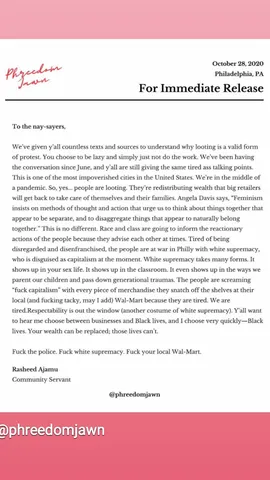 Phreedom
Jawn
October 28, 2020
Philadelphia, PA
For Immediate Release
To the nay-sayers,
We've given y'all countless texts and sources to understand why looting is a valid form
of protest. You choose to be lazy and simply just not do the work. We've been having
the conversation since June, and y'all are still giving the same tired ass talking points.
This is one of the most impoverished cities in the United States. We're in the middle of
a pandemic. So, yes... people are looting. They're redistributing wealth that big retailers
will get back to take care of themselves and their families. Angela Davis says, "Feminism
insists on methods of thought and action that urge us to think about things together that
appear to be separate, and to disaggregate things that appear to naturally belong
together." This is no different. Race and class are going to inform the reactionary
actions of the people because they advise each other at times. Tired of being
disregarded and disenfranchised, the people are at war in Philly with white supremacy,
who is disguised as capitalism at the moment. White supremacy takes many forms. It
shows up in your sex life. It shows up in the classroom. It even shows up in the ways we
parent our children and pass down generational traumas. The people are screaming
"fuck capitalism" with every piece of merchandise they snatch off the shelves at their
local (and fucking tacky, may I add) Wal-Mart because they are tired. We are
tired.Respectability is out the window (another costume of white supremacy). Y'all want
to hear me choose between businesses and Black lives, and I choose very quickly—Black
lives. Your wealth can be replaced; those lives can't.
Fuck the police. Fuck white supremacy. Fuck your local Wal-Mart.
Rasheed Ajamu
Community Servant
@phreedomjawn
@phreedomjawn